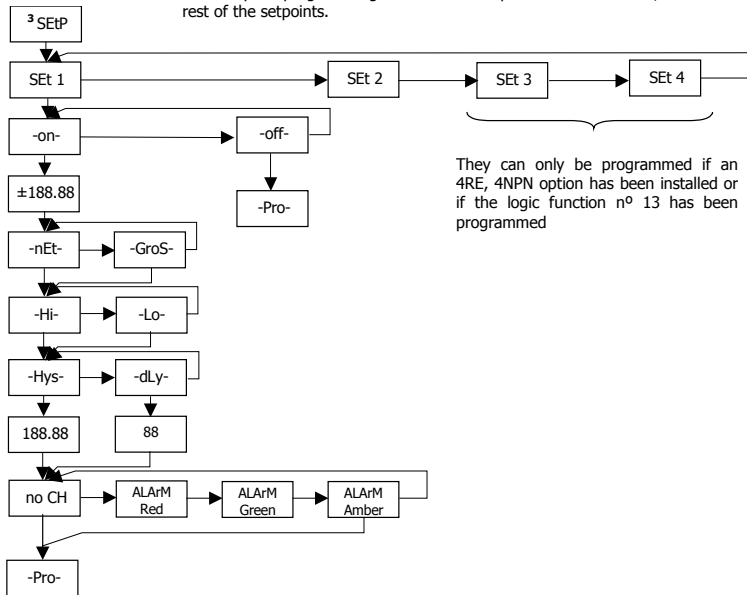 rest of the setpoints.
³ SEtP
SEt 1
SEt 2
SEt 3
SEt 4
-on-
-off-
They can only be programmed if an
4RE, 4NPN option has been installed or
if the logic function nº 13 has been
programmed
±188.88
-Pro-
-nEt-
-GroS-
-Hi-
-Lo-
-Hys-
-dLy-
188.88
88
no CH
ALArM
Red
ALArM
Green
ALArM
Amber
-Pro-